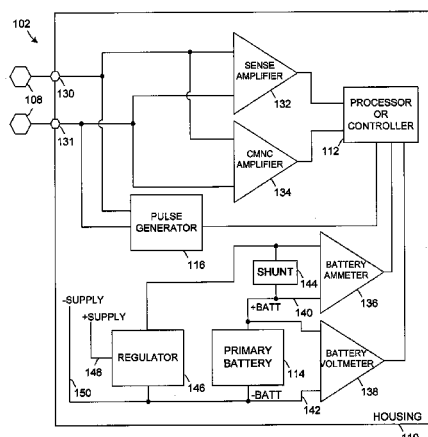 102
108
130
131
SENSE
AMPLIFIER
132
CMNC
AMPLIFIER
134
PROCESSOR
OR
CONTROLLER
112
PULSE
GENERATOR
116
SHUNT
144
BATTERY
AMMETER
136
+BATT
140
-SUPPLY
+SUPPLY
148
150
REGULATOR
146
PRIMARY
BATTERY
114
-BATT
142
BATTERY
VOLTMETER
138
HOUSING
110